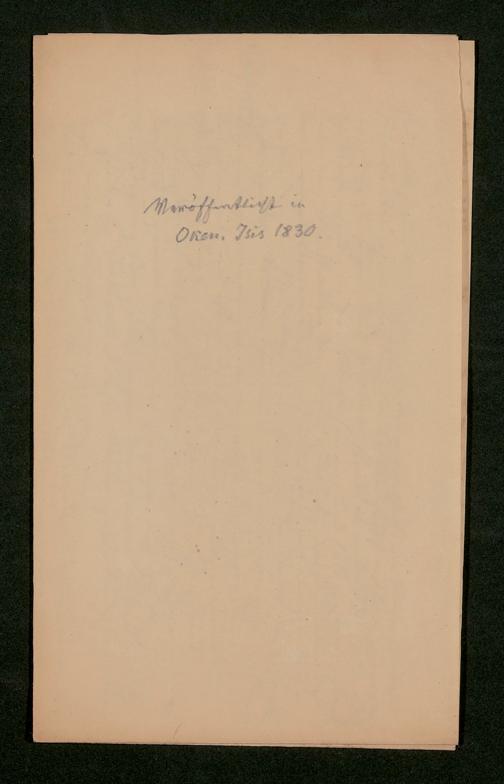 Veröffentlicht in
Oken. Isis 1830.